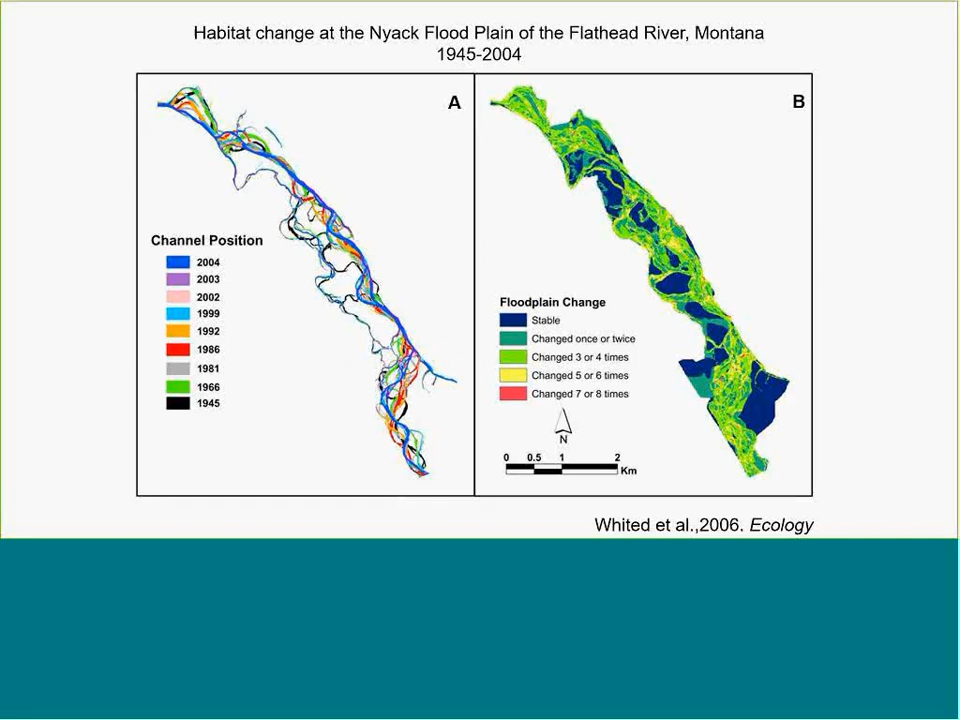 Habitat change at the Nyack Flood Plain of the Flathead River, Montana
1945-2004
A
Channel Position
2004
2003
2002
1999
1992
1986
1981
1966
1945
B
Floodplain Change
Stable
Changed once or twice
Changed 3 or 4 times
Changed 5 or 6 times
Changed 7 or 8 times
N
0 0.5 1 2
Km
Whited et al.,2006. Ecology